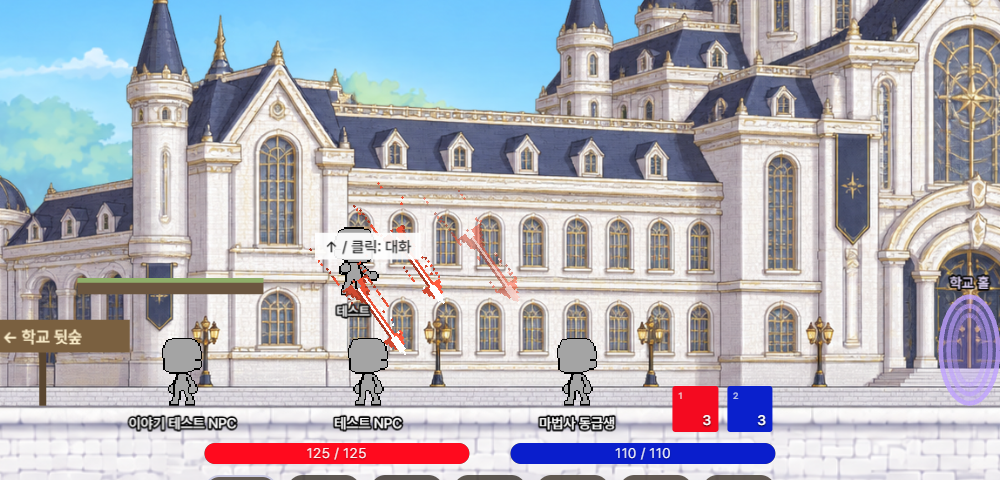 ↑ / 클릭: 대화
학교 홀
테스트
← 학교 뒷숲
1
3
2
3
이야기 테스트 NPC
테스트 NPC
마법사 동급생
125 / 125
110 / 110